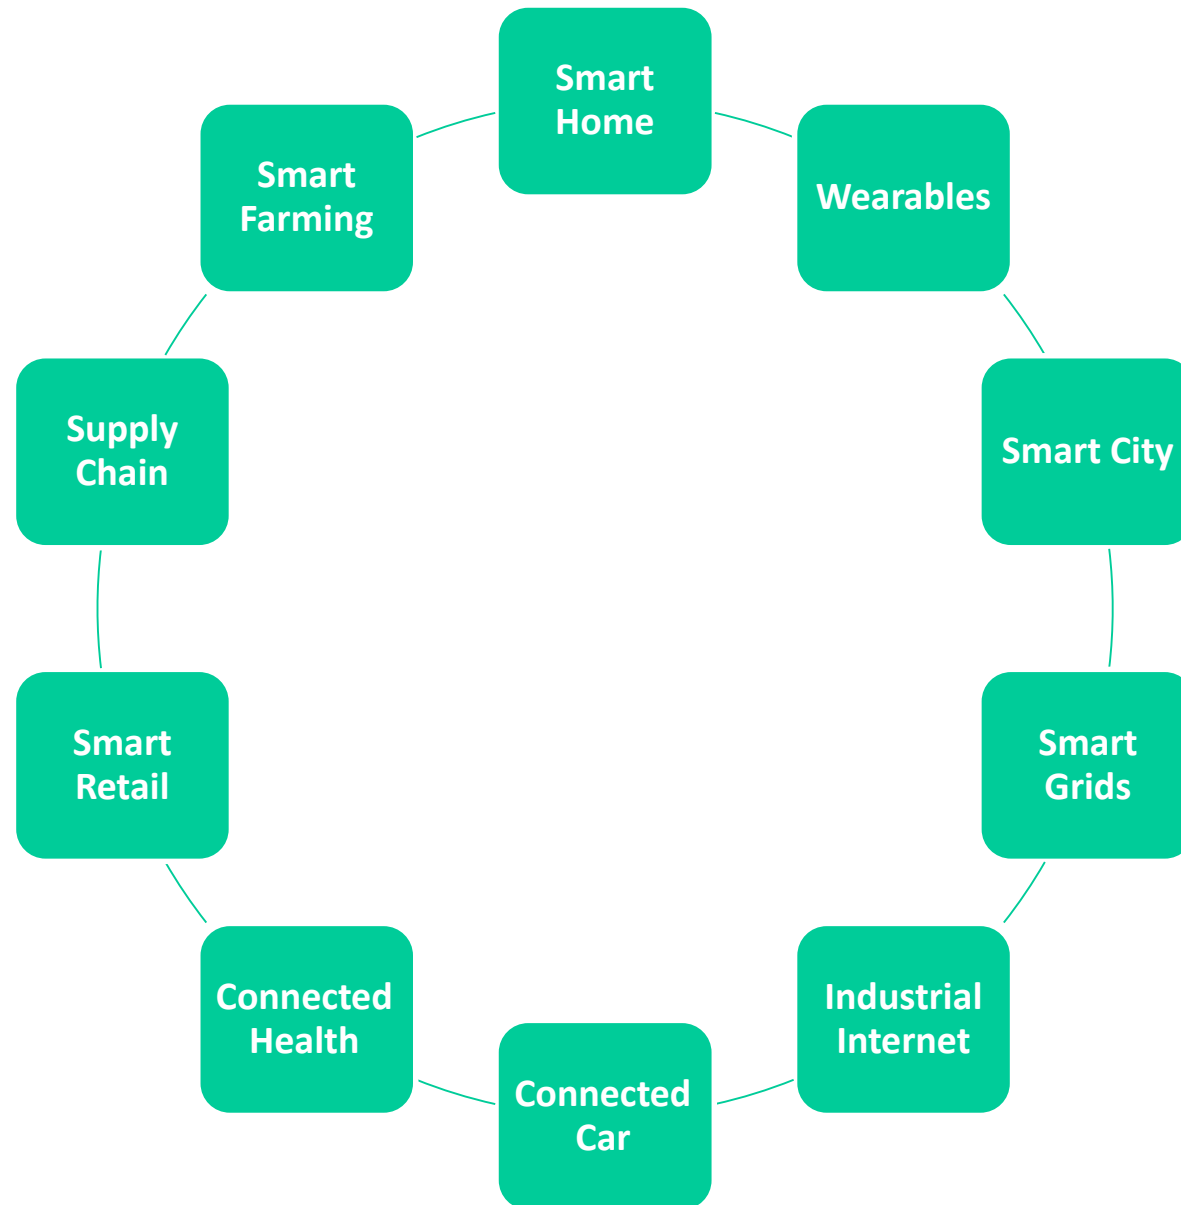 Smart
Home
Wearables
Smart City
Smart
Grids
Industrial
Internet
Connected
Car
Connected
Health
Smart
Retail
Supply
Chain
Smart
Farming